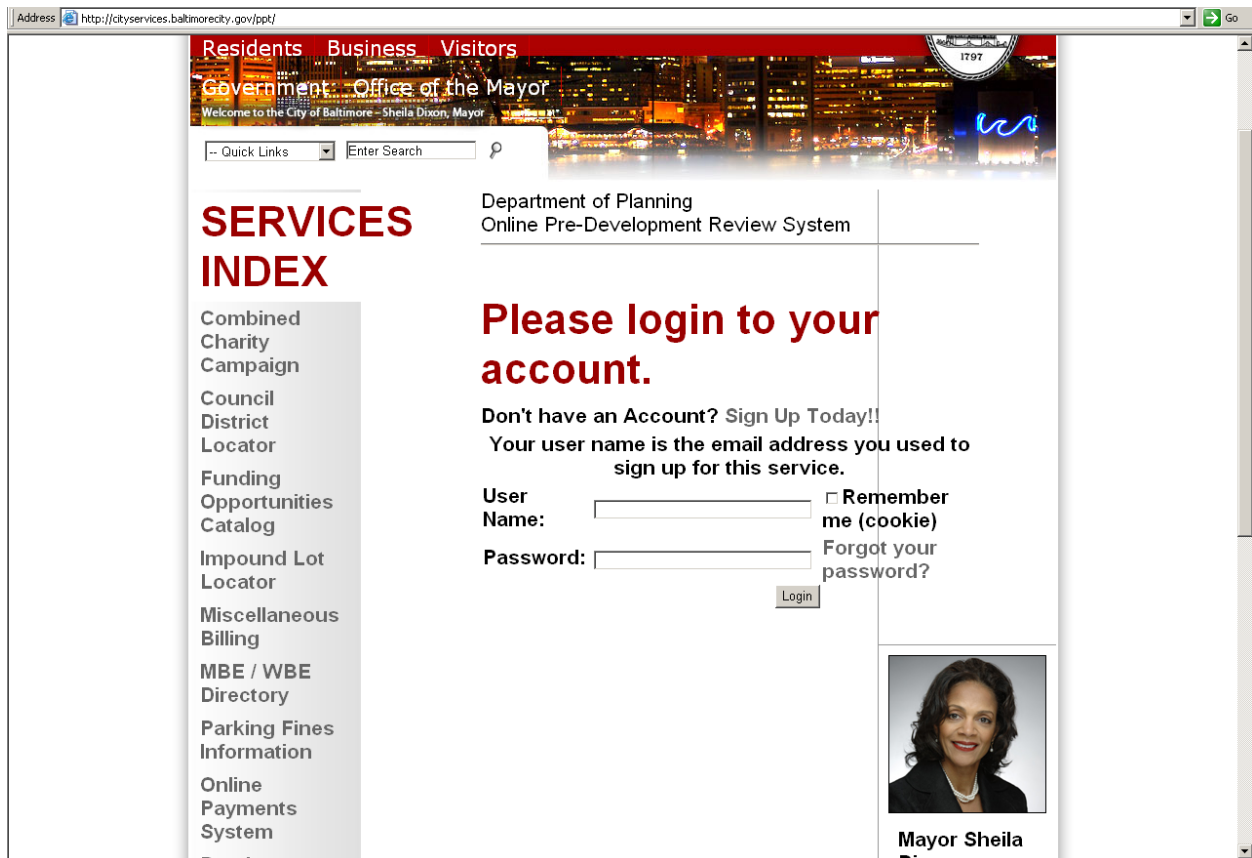 Address http://cityservices.baltimorecity.gov/ppt/ Go
Residents Business Visitors
1797
Government Office of the Mayor
Welcome to the City of Baltimore - Sheila Dixon, Mayor
-- Quick Links Enter Search
SERVICES
INDEX
Combined
Charity
Campaign
Council
District
Locator
Funding
Opportunities
Catalog
Impound Lot
Locator
Miscellaneous
Billing
MBE / WBE
Directory
Parking Fines
Information
Online
Payments
System
Department of Planning
Online Pre-Development Review System
Please login to your
account.
Don't have an Account? Sign Up Today!!
Your user name is the email address you used to
sign up for this service.
User
Name:
Remember
me (cookie)
Password:
Forgot your
password?
Login
Mayor Sheila